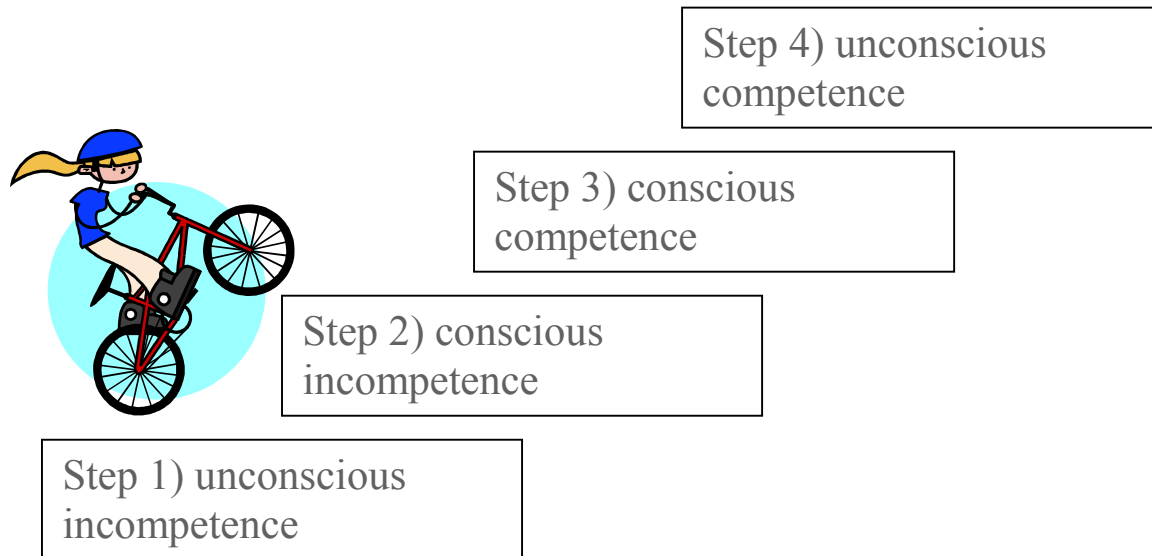 Step 4) unconscious
competence
Step 3) conscious
competence
Step 2) conscious
incompetence
Step 1) unconscious
incompetence